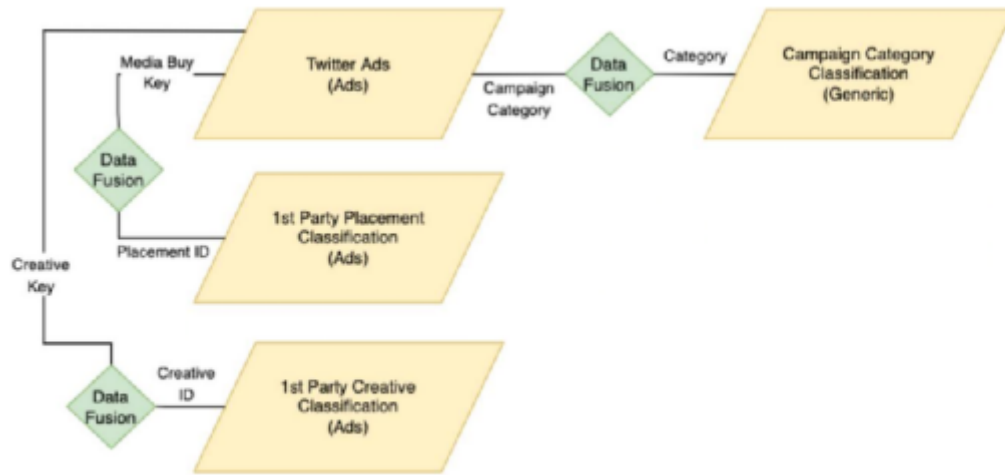 Media Buy
Key
Twitter Ads
(Ads)
Campaign
Category
Data
Fusion
Category
Campaign Category
Classification
(Generic)
Data
Fusion
Placement ID
1st Party Placement
Classification
(Ads)
Creative
Key
Data
Fusion
Creative
ID
1st Party Creative
Classification
(Ads)